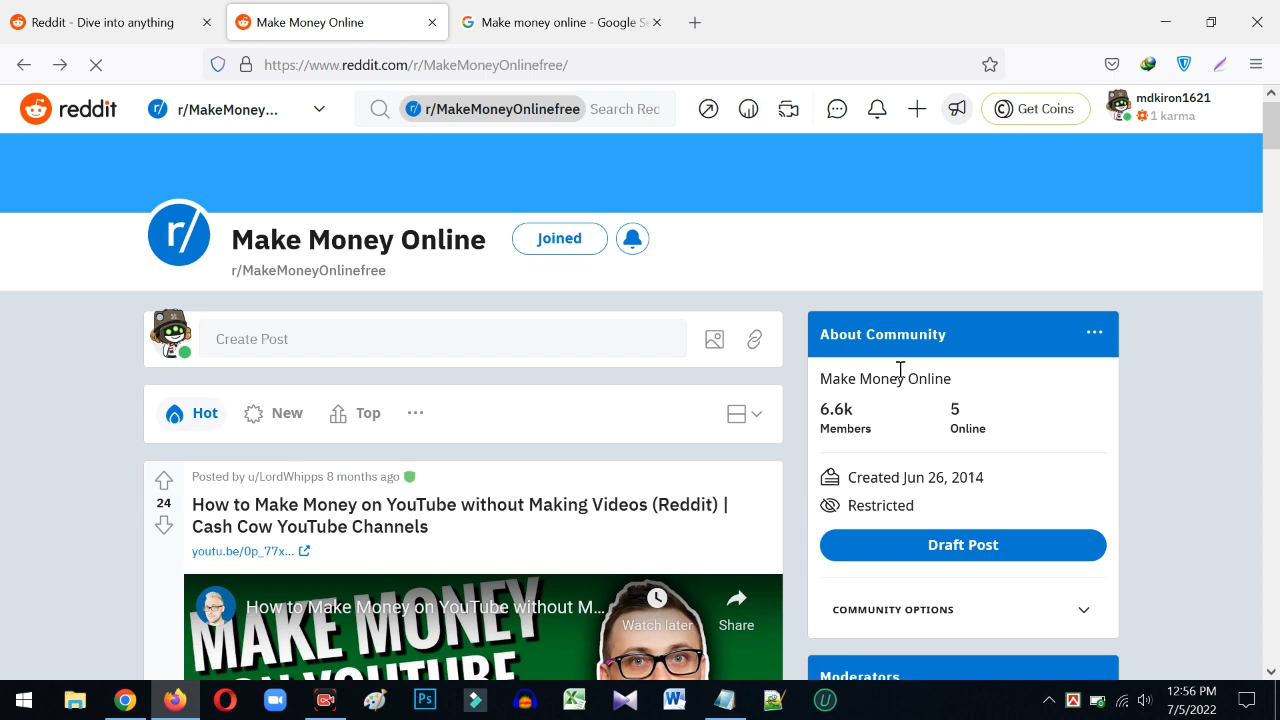 Reddit - Dive into anything
Make Money Online
Make money online - Google Se
https://www.reddit.com/r/MakeMoneyOnlinefree/
reddit
r/MakeMoney...
r/MakeMoneyOnlinefree
Search Rec
Get Coins
mdkiron1621
1 karma
r/
Make Money Online
Joined
r/MakeMoneyOnlinefree
Create Post
Hot
New
Top
Posted by u/LordWhipps 8 months ago
24
How to Make Money on YouTube without Making Videos (Reddit) |
Cash Cow YouTube Channels
youtu.be/0p_77x...
How to Make Money on YouTube without M...
Watch later
Share
MAKE MONEY
ON YOUTUBE
About Community
Make Money Online
6.6k
5
Members
Online
Created Jun 26, 2014
Restricted
Draft Post
COMMUNITY OPTIONS
Moderators
Ps
12:56 PM
7/5/2022